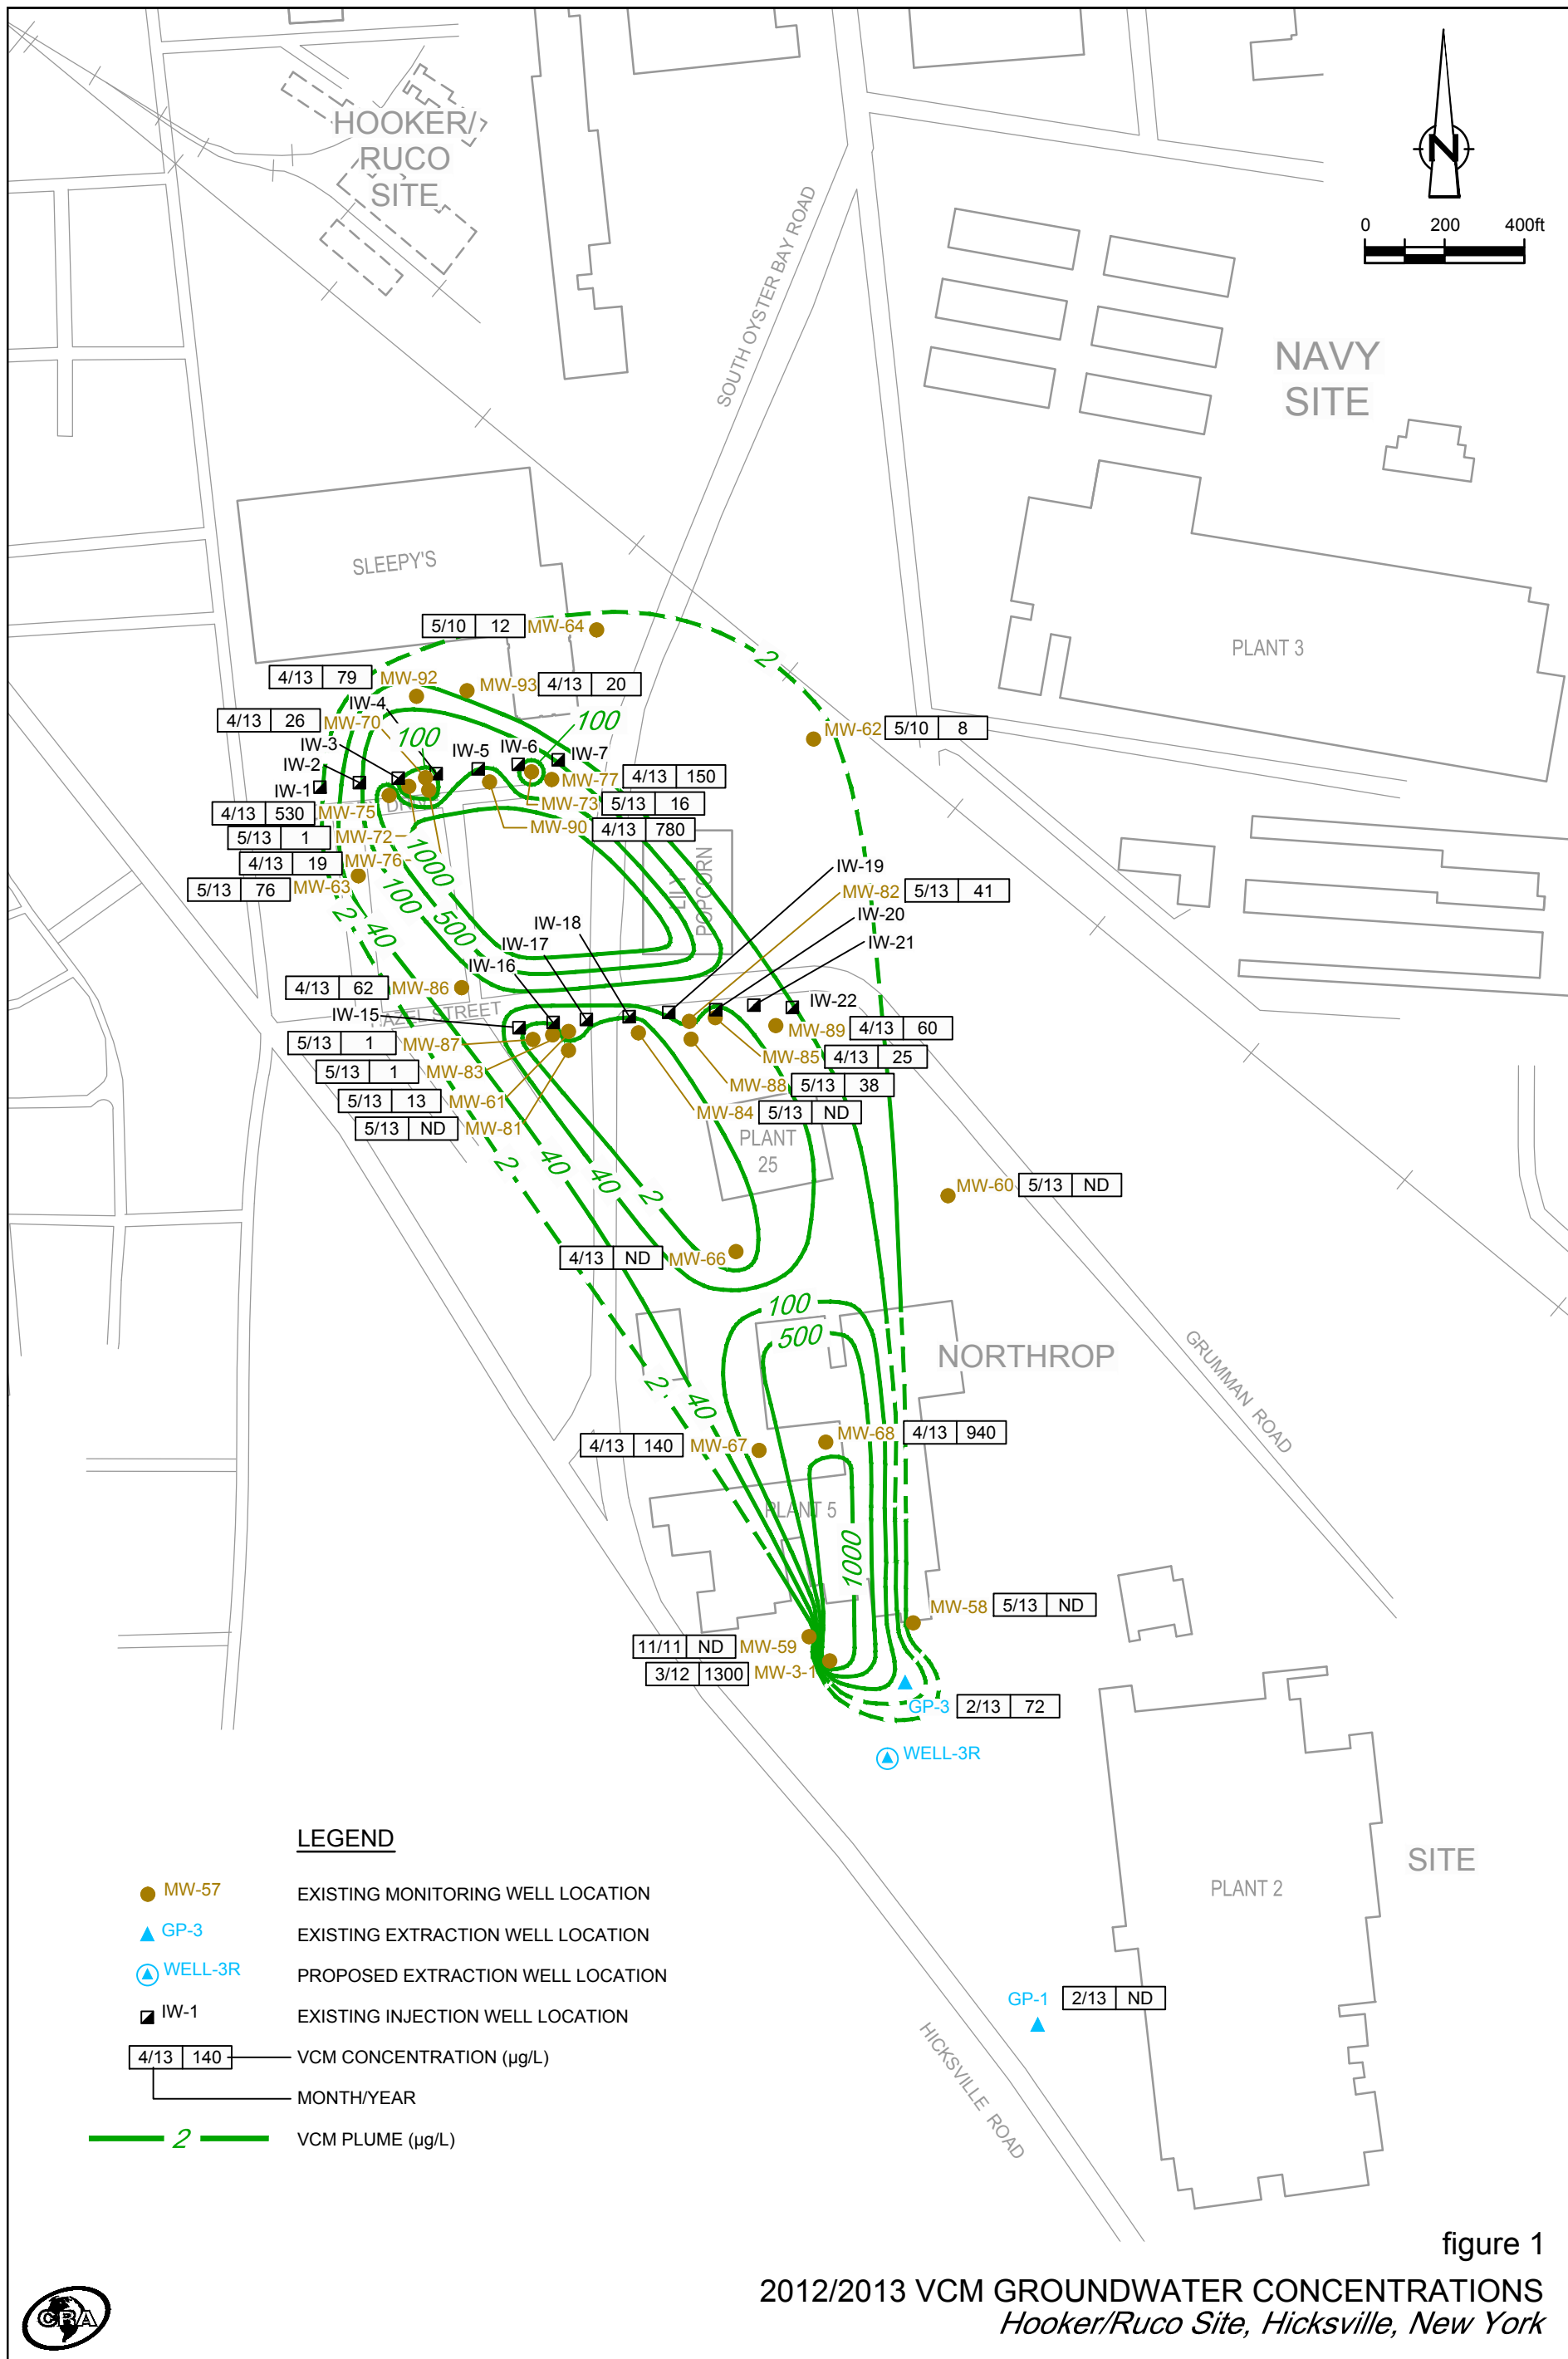 HOOKER/
RUCO
SITE
N
0 200 400ft
SOUTH OYSTER BAY ROAD
NAVY
SITE
SLEEPY'S
PLANT 3
5/10 12 MW-64
2
4/13 79 MW-92
MW-93 4/13 20
IW-4
4/13 26 MW-70
100
100
MW-62 5/10 8
IW-3
IW-5
IW-6
IW-7
IW-2
IW-1
MW-77 4/13 150
4/13 530 MW-75
MW-73 5/13 16
5/13 1 MW-72
MW-90 4/13 780
4/13 19 MW-76
5/13 76 MW-63
1000
100
500
2
40
LILY
POPCORN
IW-19
MW-82 5/13 41
IW-20
IW-21
IW-18
IW-17
IW-16
4/13 62 MW-86
HAZEL STREET
IW-15
IW-22
5/13 1 MW-87
MW-89 4/13 60
5/13 1 MW-83
MW-85 4/13 25
5/13 13 MW-61
MW-88 5/13 38
5/13 ND MW-81
MW-84 5/13 ND
PLANT
25
2
40
40
2
MW-60 5/13 ND
4/13 ND MW-66
100
500
NORTHROP
GRUMMAN ROAD
2
40
4/13 140 MW-67
MW-68 4/13 940
PLANT 5
1000
MW-58 5/13 ND
11/11 ND MW-59
3/12 1300 MW-3-1
GP-3 2/13 72
WELL-3R
SITE
PLANT 2
GP-1 2/13 ND
HICKSVILLE ROAD
LEGEND
MW-57 EXISTING MONITORING WELL LOCATION
GP-3 EXISTING EXTRACTION WELL LOCATION
WELL-3R PROPOSED EXTRACTION WELL LOCATION
IW-1 EXISTING INJECTION WELL LOCATION
4/13 140 VCM CONCENTRATION (µg/L)
MONTH/YEAR
2 VCM PLUME (µg/L)
figure 1
2012/2013 VCM GROUNDWATER CONCENTRATIONS
Hooker/Ruco Site, Hicksville, New York
CRA